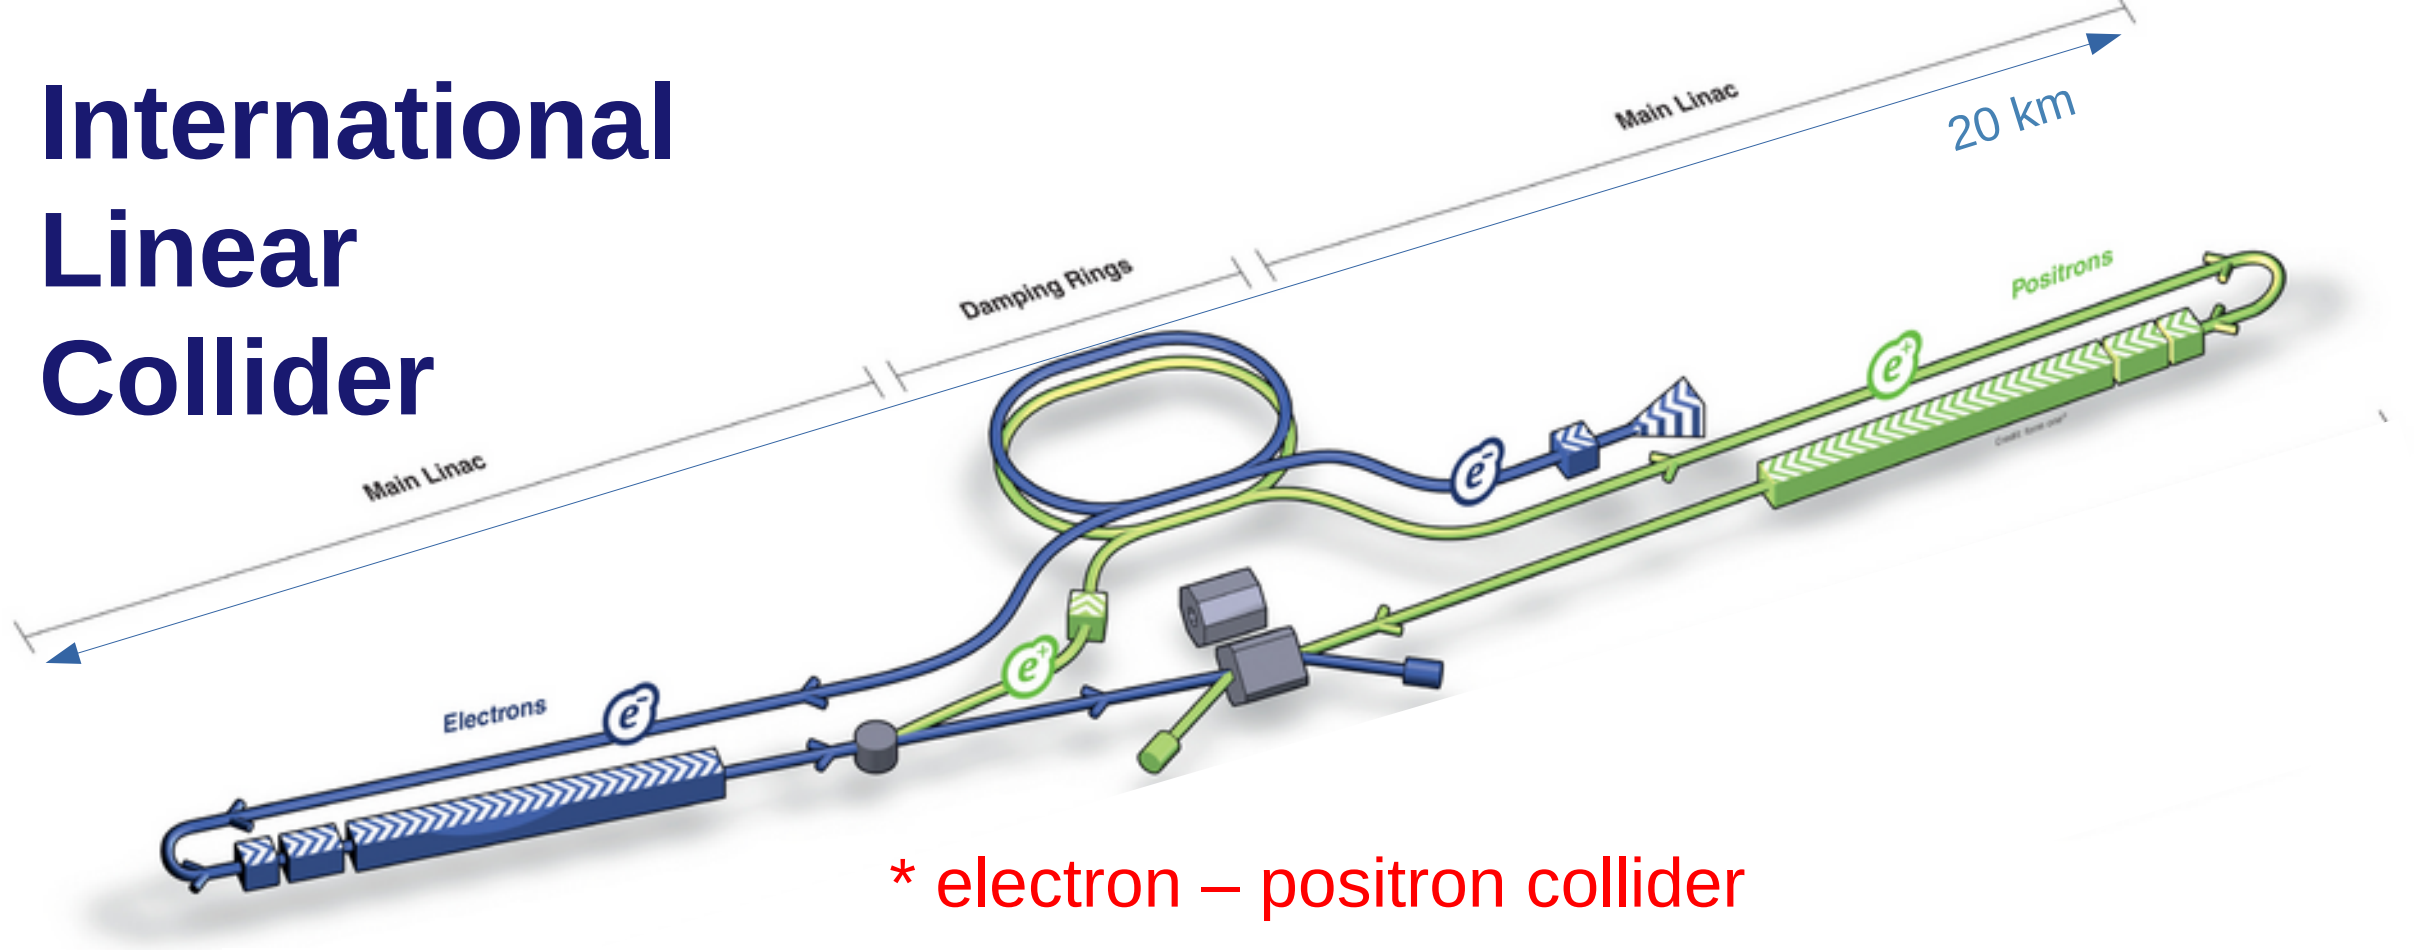 International
Linear
Collider
Main Linac
20 km
Damping Rings
Positrons
e+
Main Linac
e-
e+
Electrons
e-
* electron – positron collider